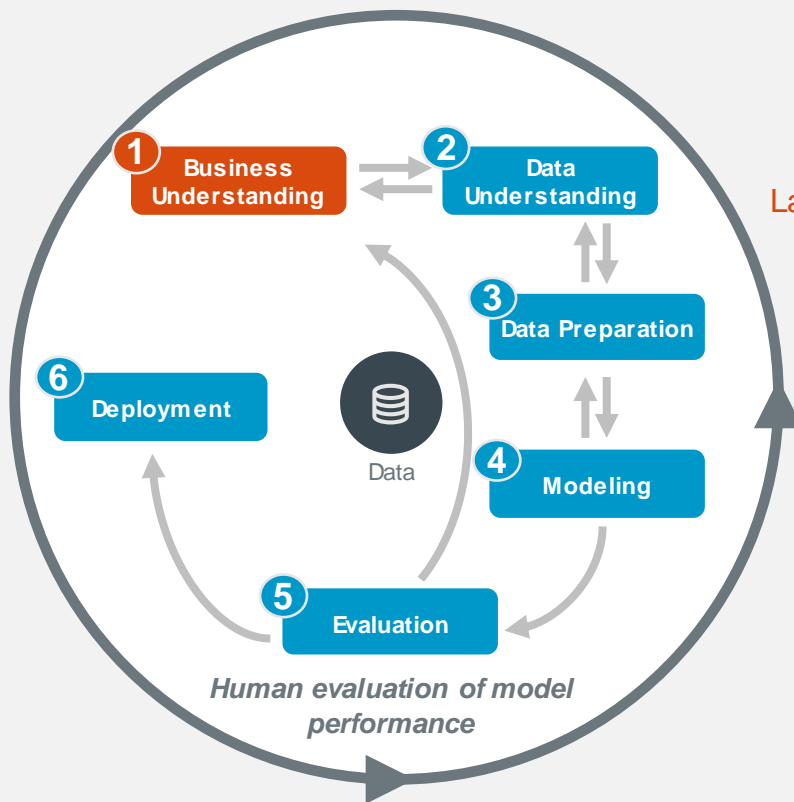 1
Business
Understanding
2
Data
Understanding
La
3
Data Preparation
6
Deployment
Data
4
Modeling
5
Evaluation
Human evaluation of model
performance